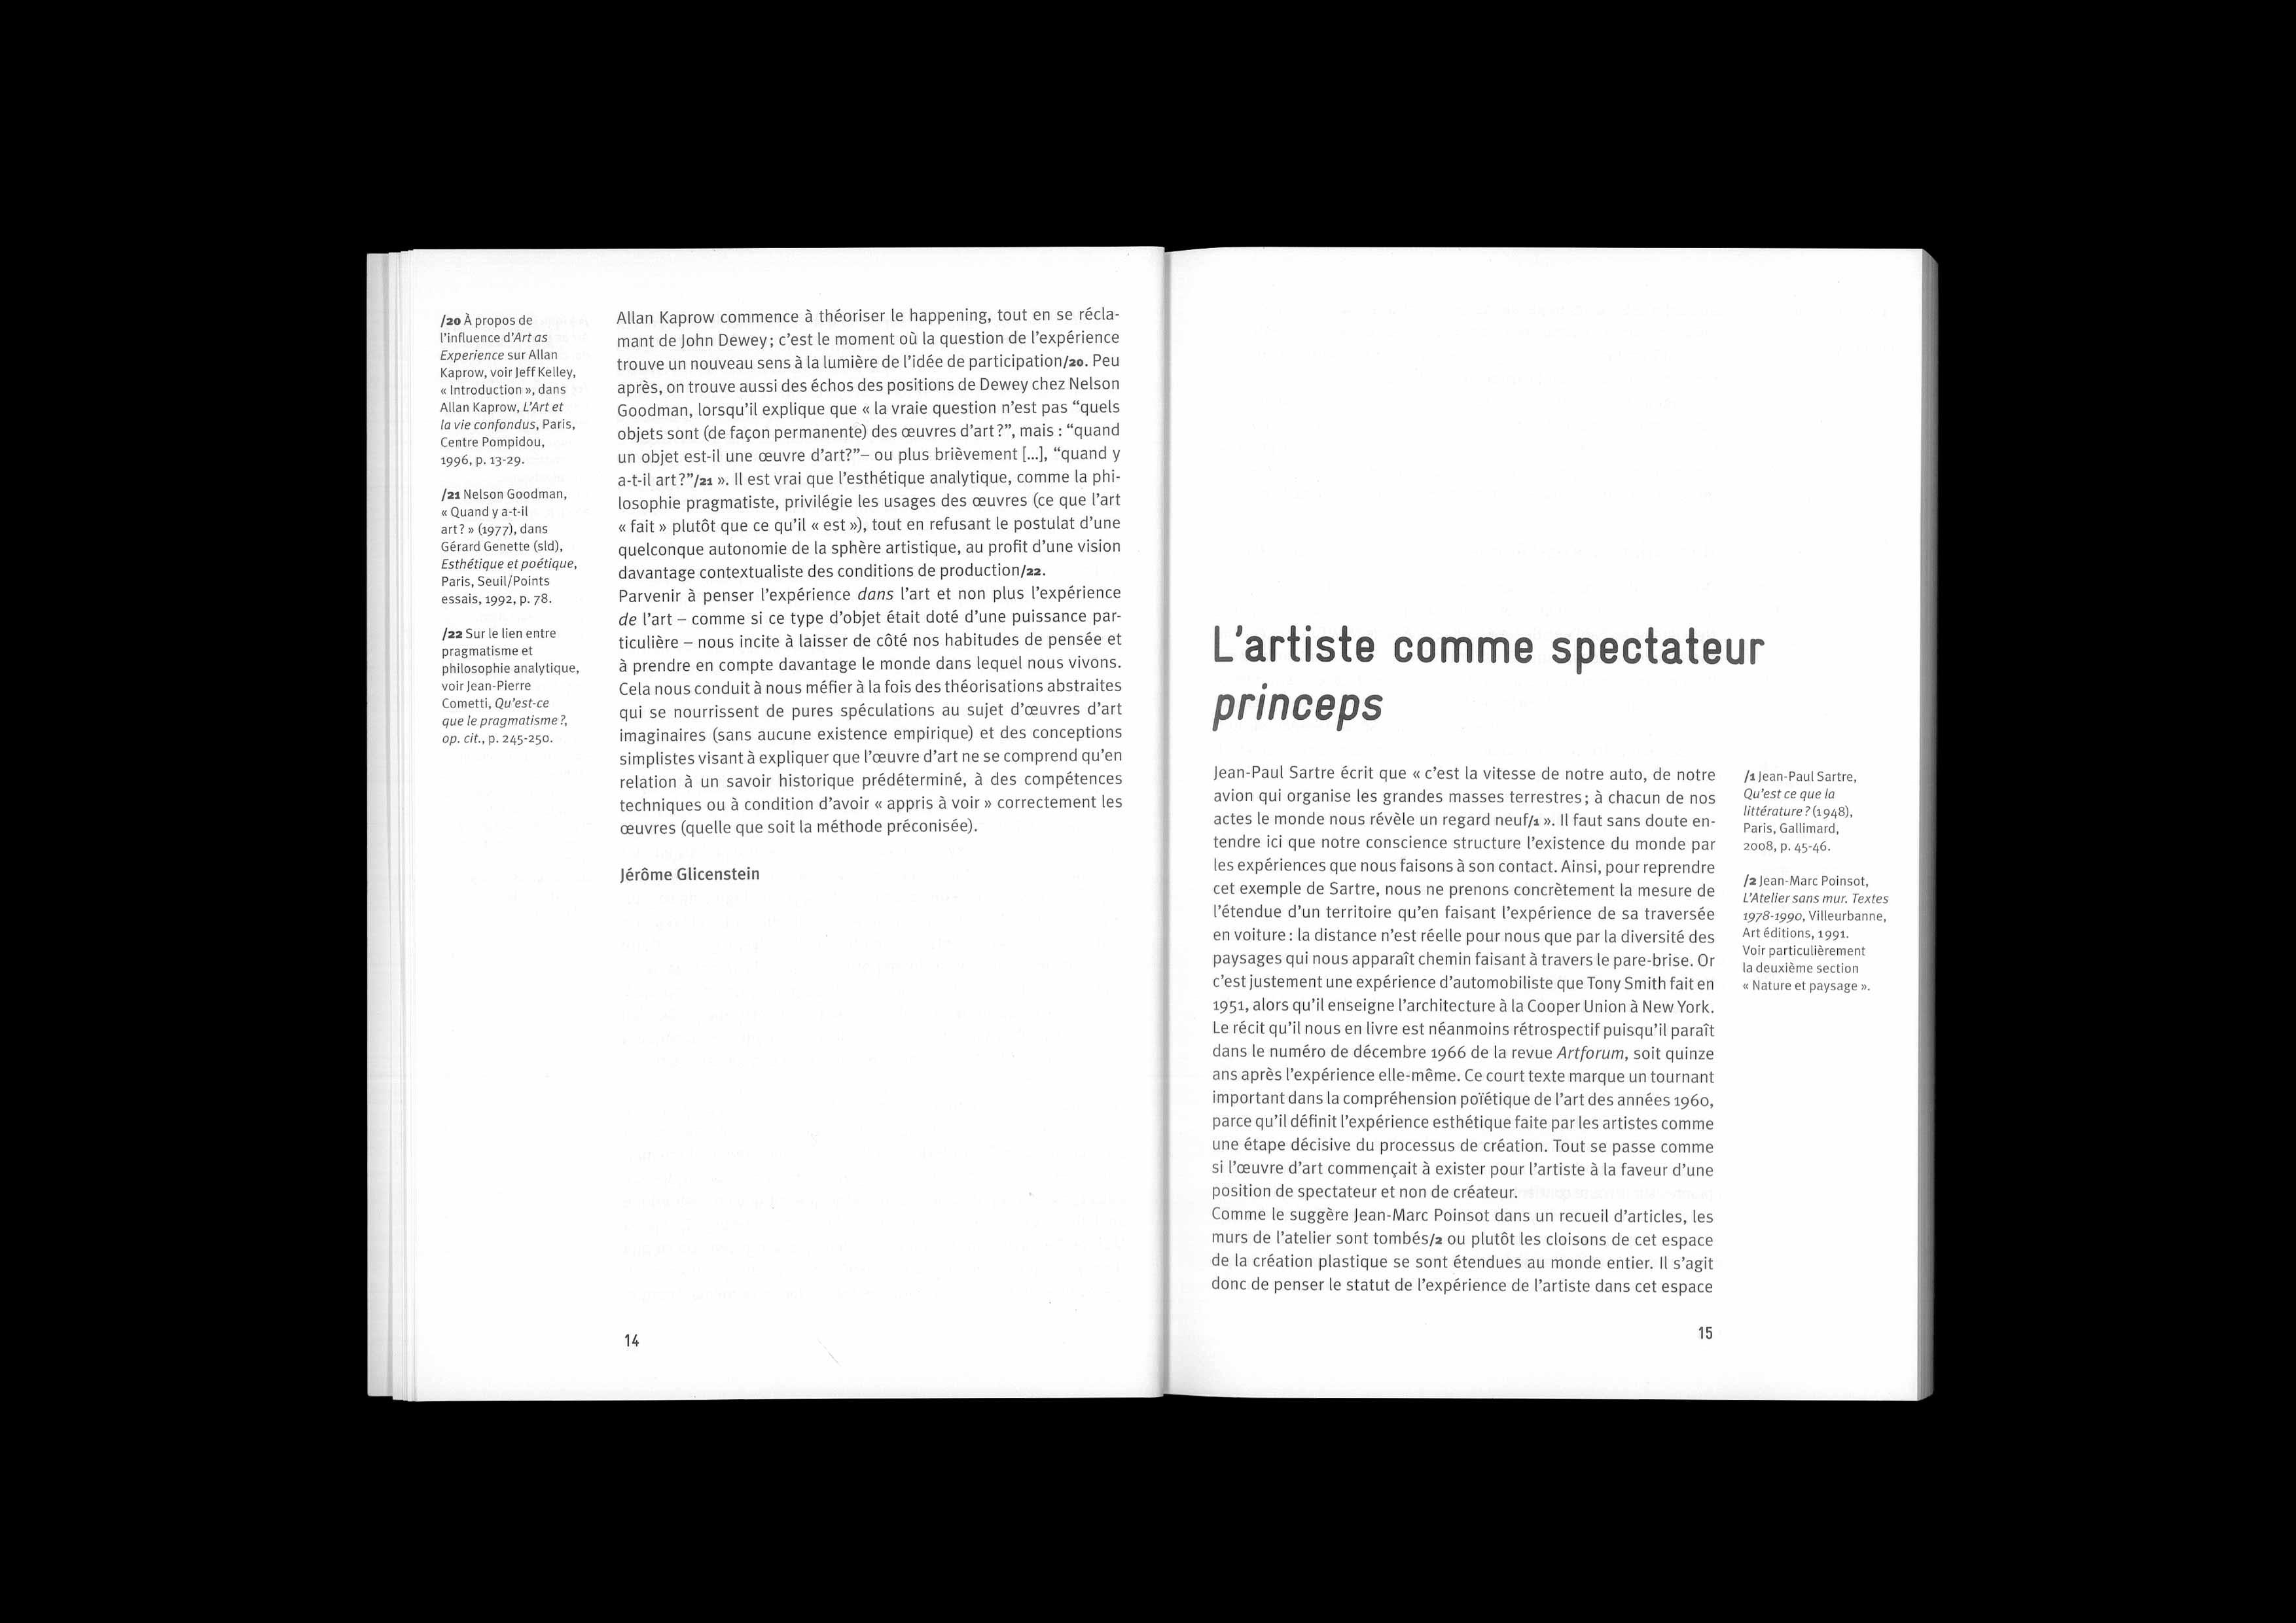 /20 À propos de
l’influence d’Art as
Experience sur Allan
Kaprow, voir Jeff Kelley,
« Introduction », dans
Allan Kaprow, L’Art et
la vie confondus, Paris,
Centre Pompidou,
1996, p. 13-29.
/21 Nelson Goodman,
« Quand y a-t-il
art ? » (1977), dans
Gérard Genette (sld),
Esthétique et poétique,
Paris, Seuil/Points
essais, 1992, p. 78.
/22 Sur le lien entre
pragmatisme et
philosophie analytique,
voir Jean-Pierre
Cometti, Qu’est-ce
que le pragmatisme ?,
op. cit., p. 245-250.
Allan Kaprow commence à théoriser le happening, tout en se récla-
mant de John Dewey ; c’est le moment où la question de l’expérience
trouve un nouveau sens à la lumière de l’idée de participation/20. Peu
après, on trouve aussi des échos des positions de Dewey chez Nelson
Goodman, lorsqu’il explique que « la vraie question n’est pas “quels
objets sont (de façon permanente) des œuvres d’art ?”, mais : “quand
un objet est-il une œuvre d’art?”– ou plus brièvement [...], “quand y
a-t-il art ?”/21 ». Il est vrai que l’esthétique analytique, comme la phi-
losophie pragmatiste, privilégie les usages des œuvres (ce que l’art
« fait » plutôt que ce qu’il « est »), tout en refusant le postulat d’une
quelconque autonomie de la sphère artistique, au profit d’une vision
davantage contextualiste des conditions de production/22.
Parvenir à penser l’expérience dans l’art et non plus l’expérience
de l’art – comme si ce type d’objet était doté d’une puissance par-
ticulière – nous incite à laisser de côté nos habitudes de pensée et
à prendre en compte davantage le monde dans lequel nous vivons.
Cela nous conduit à nous méfier à la fois des théorisations abstraites
qui se nourrissent de pures spéculations au sujet d’œuvres d’art
imaginaires (sans aucune existence empirique) et des conceptions
simplistes visant à expliquer que l’œuvre d’art ne se comprend qu’en
relation à un savoir historique prédéterminé, à des compétences
techniques ou à condition d’avoir « appris à voir » correctement les
œuvres (quelle que soit la méthode préconisée).
Jérôme Glicenstein
14
L’artiste comme spectateur
princeps
Jean-Paul Sartre écrit que « c’est la vitesse de notre auto, de notre
avion qui organise les grandes masses terrestres ; à chacun de nos
actes le monde nous révèle un regard neuf/1 ». Il faut sans doute en-
tendre ici que notre conscience structure l’existence du monde par
les expériences que nous faisons à son contact. Ainsi, pour reprendre
cet exemple de Sartre, nous ne prenons concrètement la mesure de
l’étendue d’un territoire qu’en faisant l’expérience de sa traversée
en voiture : la distance n’est réelle pour nous que par la diversité des
paysages qui nous apparaît chemin faisant à travers le pare-brise. Or
c’est justement une expérience d’automobiliste que Tony Smith fait en
1951, alors qu’il enseigne l’architecture à la Cooper Union à New York.
Le récit qu’il nous en livre est néanmoins rétrospectif puisqu’il paraît
dans le numéro de décembre 1966 de la revue Artforum, soit quinze
ans après l’expérience elle-même. Ce court texte marque un tournant
important dans la compréhension poïétique de l’art des années 1960,
parce qu’il définit l’expérience esthétique faite par les artistes comme
une étape décisive du processus de création. Tout se passe comme
si l’œuvre d’art commençait à exister pour l’artiste à la faveur d’une
position de spectateur et non de créateur.
Comme le suggère Jean-Marc Poinsot dans un recueil d’articles, les
murs de l’atelier sont tombés/2 ou plutôt les cloisons de cet espace
de la création plastique se sont étendues au monde entier. Il s’agit
donc de penser le statut de l’expérience de l’artiste dans cet espace
/1 Jean-Paul Sartre,
Qu’est ce que la
littérature ? (1948),
Paris, Gallimard,
2008, p. 45-46.
/2 Jean-Marc Poinsot,
L’Atelier sans mur. Textes
1978-1990, Villeurbanne,
Art éditions, 1991.
Voir particulièrement
la deuxième section
« Nature et paysage ».
15